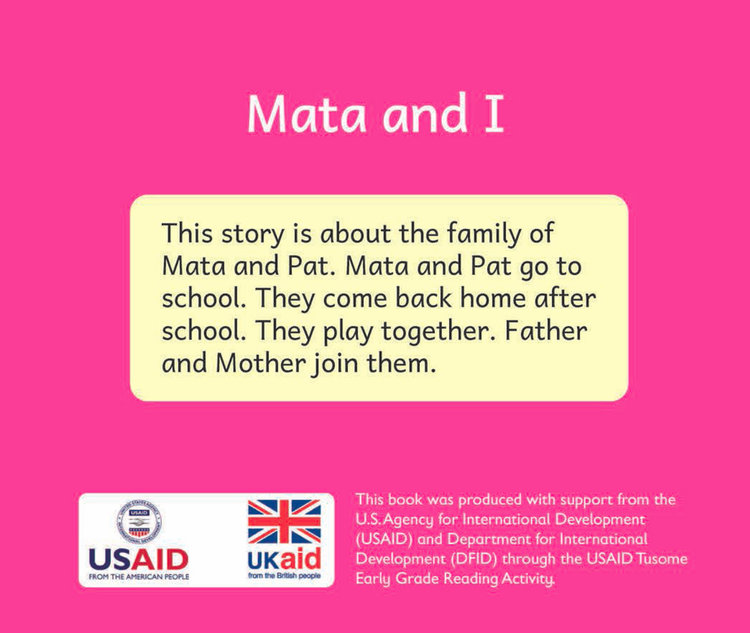 Mata and I
This story is about the family of
Mata and Pat. Mata and Pat go to
school. They come back home after
school. They play together. Father
and Mother join them.
USAID
USAID
FROM THE AMERICAN PEOPLE
UKaid
from the British people
This book was produced with support from the
U.S. Agency for International Development
(USAID) and Department for International
Development (DFID) through the USAID Tusome
Early Grade Reading Activity.